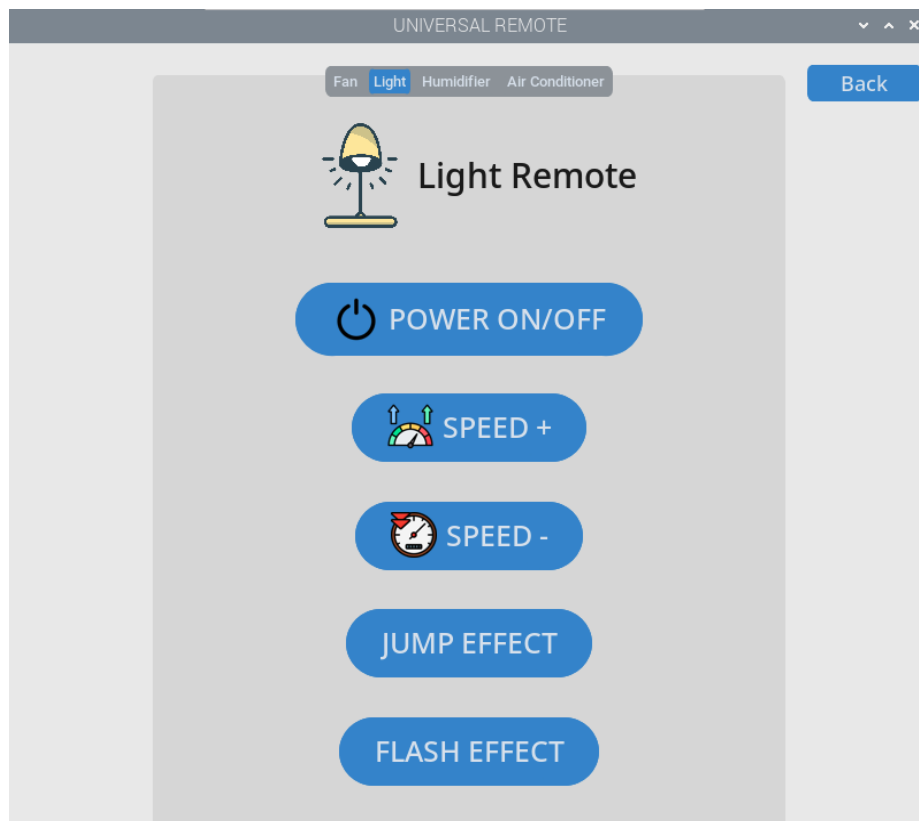 UNIVERSAL REMOTE
Fan Light Humidifier Air Conditioner
Back
Light Remote
POWER ON/OFF
SPEED +
SPEED -
JUMP EFFECT
FLASH EFFECT